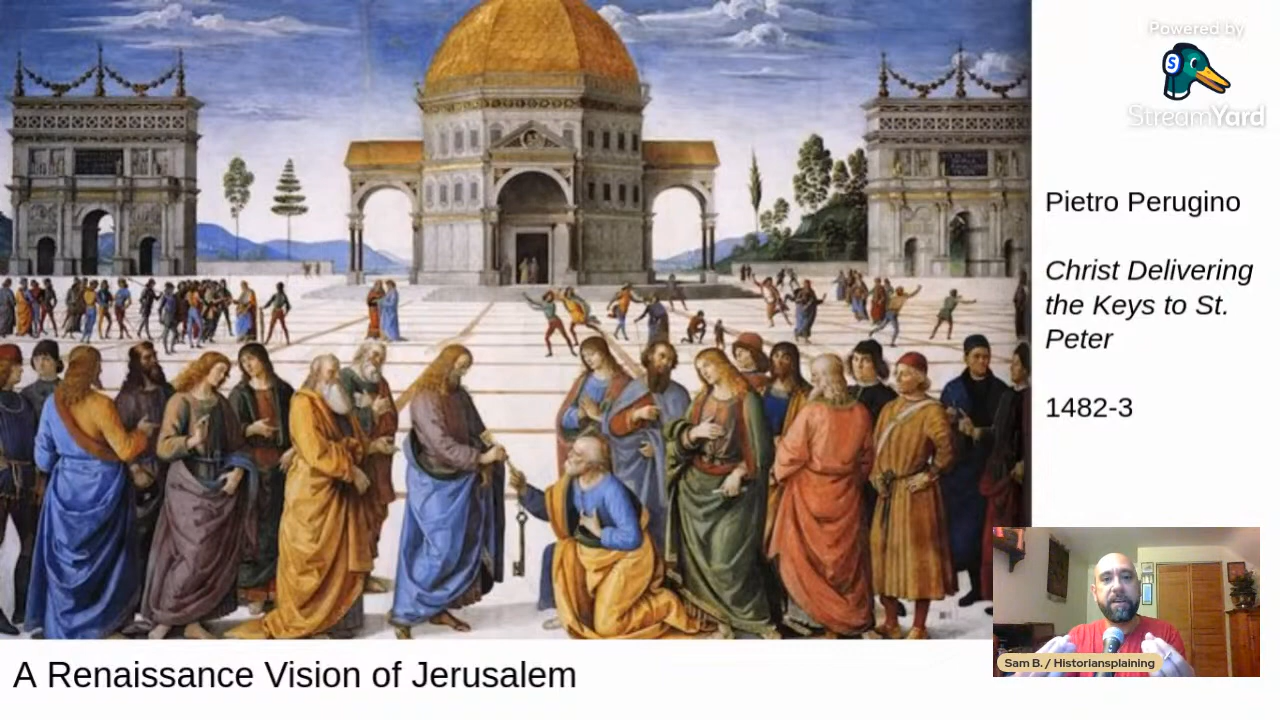 Powered by
S
StreamYard
Pietro Perugino
Christ Delivering
the Keys to St.
Peter
1482-3
Sam B. / Historiansplaining
A Renaissance Vision of Jerusalem